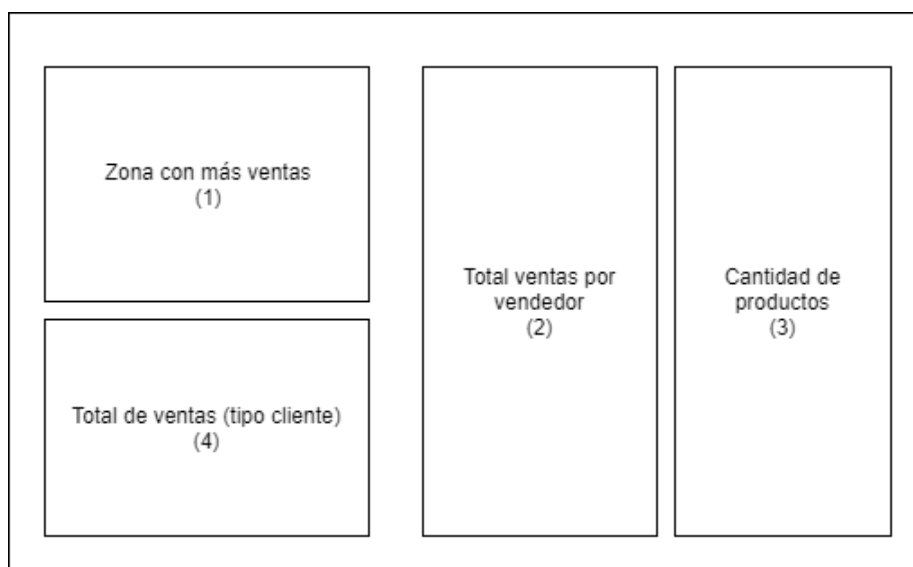 Zona con más ventas
(1)
Total ventas por
vendedor
(2)
Cantidad de
productos
(3)
Total de ventas (tipo cliente)
(4)